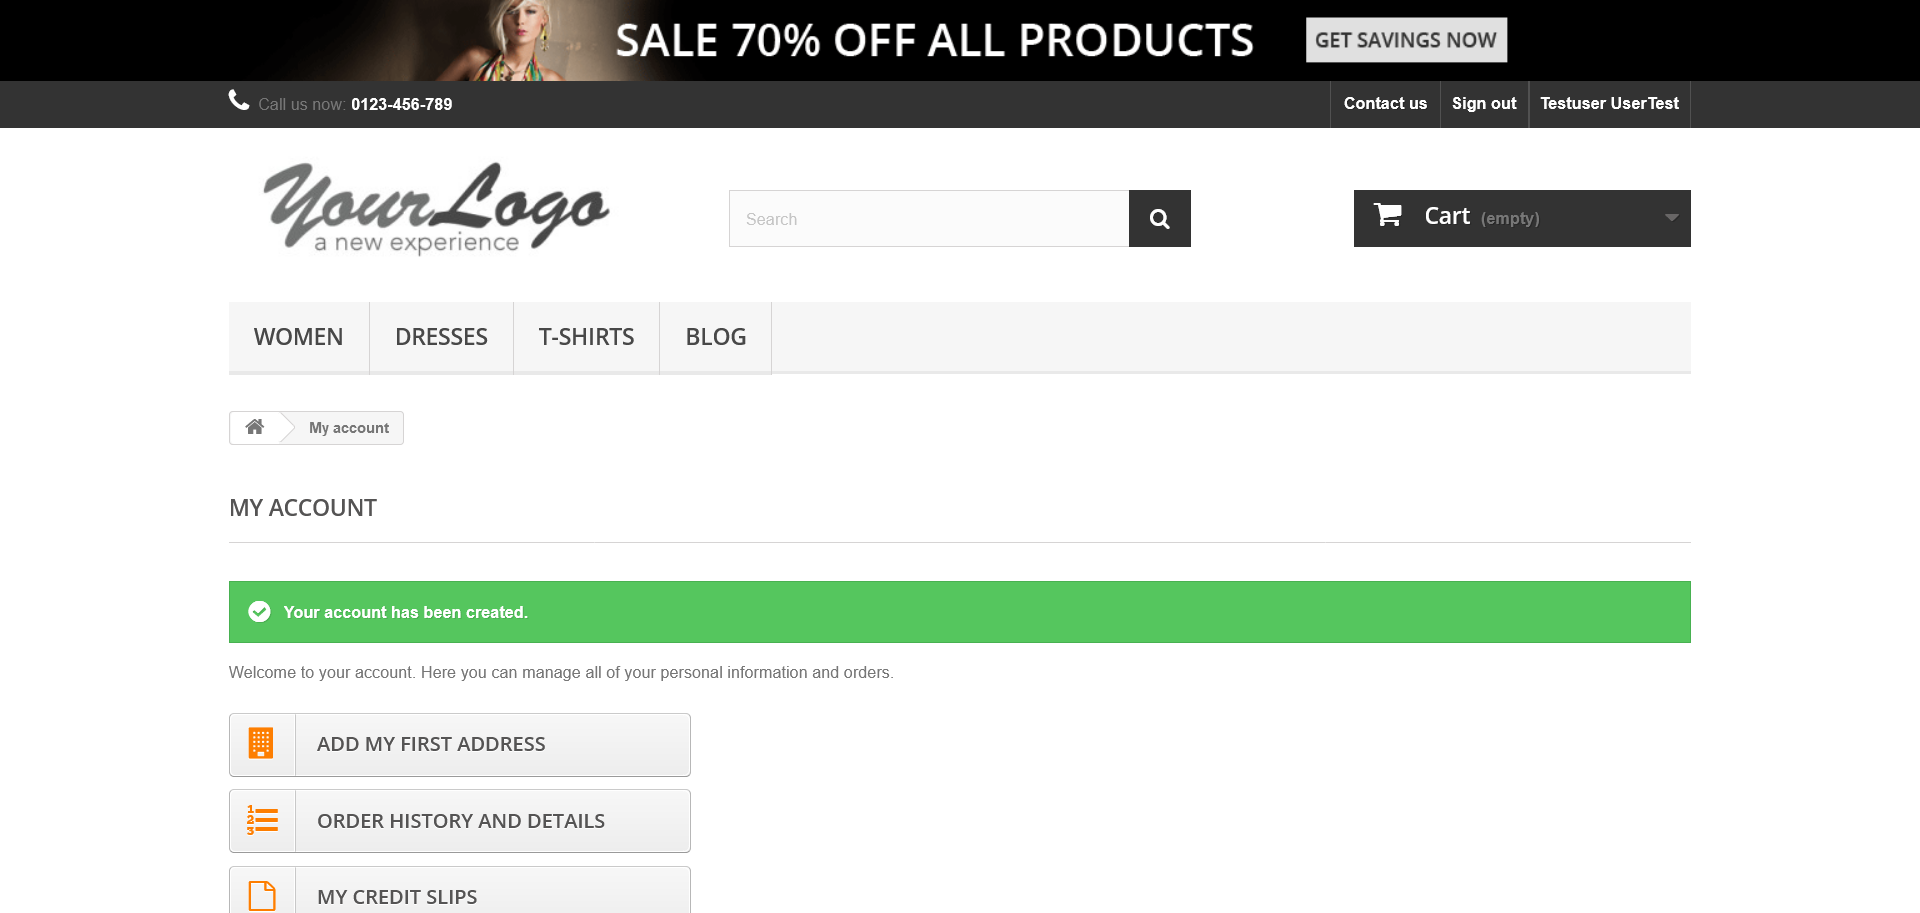 SALE 70% OFF ALL PRODUCTS
GET SAVINGS NOW
Call us now: 0123-456-789
Contact us
Sign out
Testuser UserTest
YourLogo
a new experience
Search
Cart (empty)
WOMEN
DRESSES
T-SHIRTS
BLOG
My account
MY ACCOUNT
Your account has been created.
Welcome to your account. Here you can manage all of your personal information and orders.
ADD MY FIRST ADDRESS
ORDER HISTORY AND DETAILS
MY CREDIT SLIPS